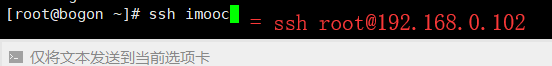 [root@bogon ~]# ssh imooc = ssh root@192.168.0.102
仅将文本发送到当前选项卡